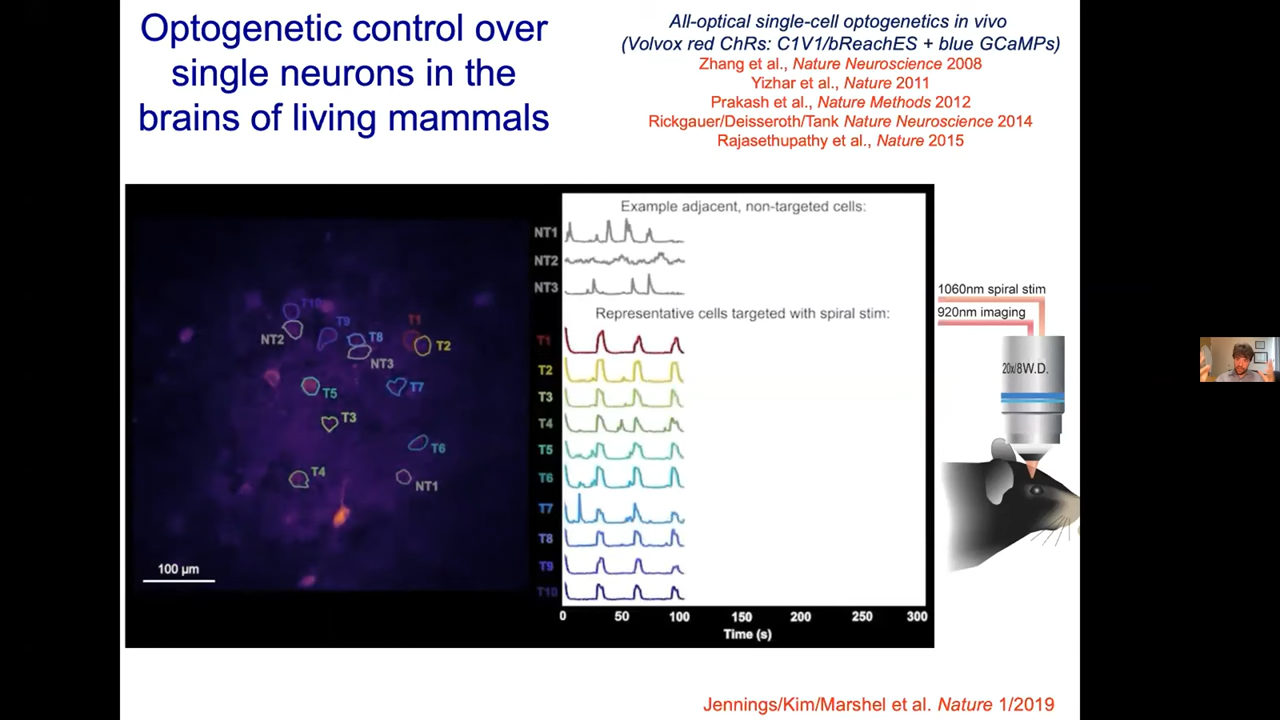 Optogenetic control over
single neurons in the
brains of living mammals
All-optical single-cell optogenetics in vivo
(Volvox red ChRs: C1V1/bReachES + blue GCaMPs)
Zhang et al., Nature Neuroscience 2008
Yizhar et al., Nature 2011
Prakash et al., Nature Methods 2012
Rickgauer/Deisseroth/Tank Nature Neuroscience 2014
Rajasethupathy et al., Nature 2015
T10
NT2
T9
T8
NT3
T1
T2
T5
T7
T3
T6
T4
NT1
100 µm
Example adjacent, non-targeted cells:
NT1
NT2
NT3
Representative cells targeted with spiral stim:
T1
T2
T3
T4
T5
T6
T7
T8
T9
T10
0 50 100 150 200 250 300
Time (s)
1060nm spiral stim
920nm imaging
20x/8W.D.
Jennings/Kim/Marshel et al. Nature 1/2019